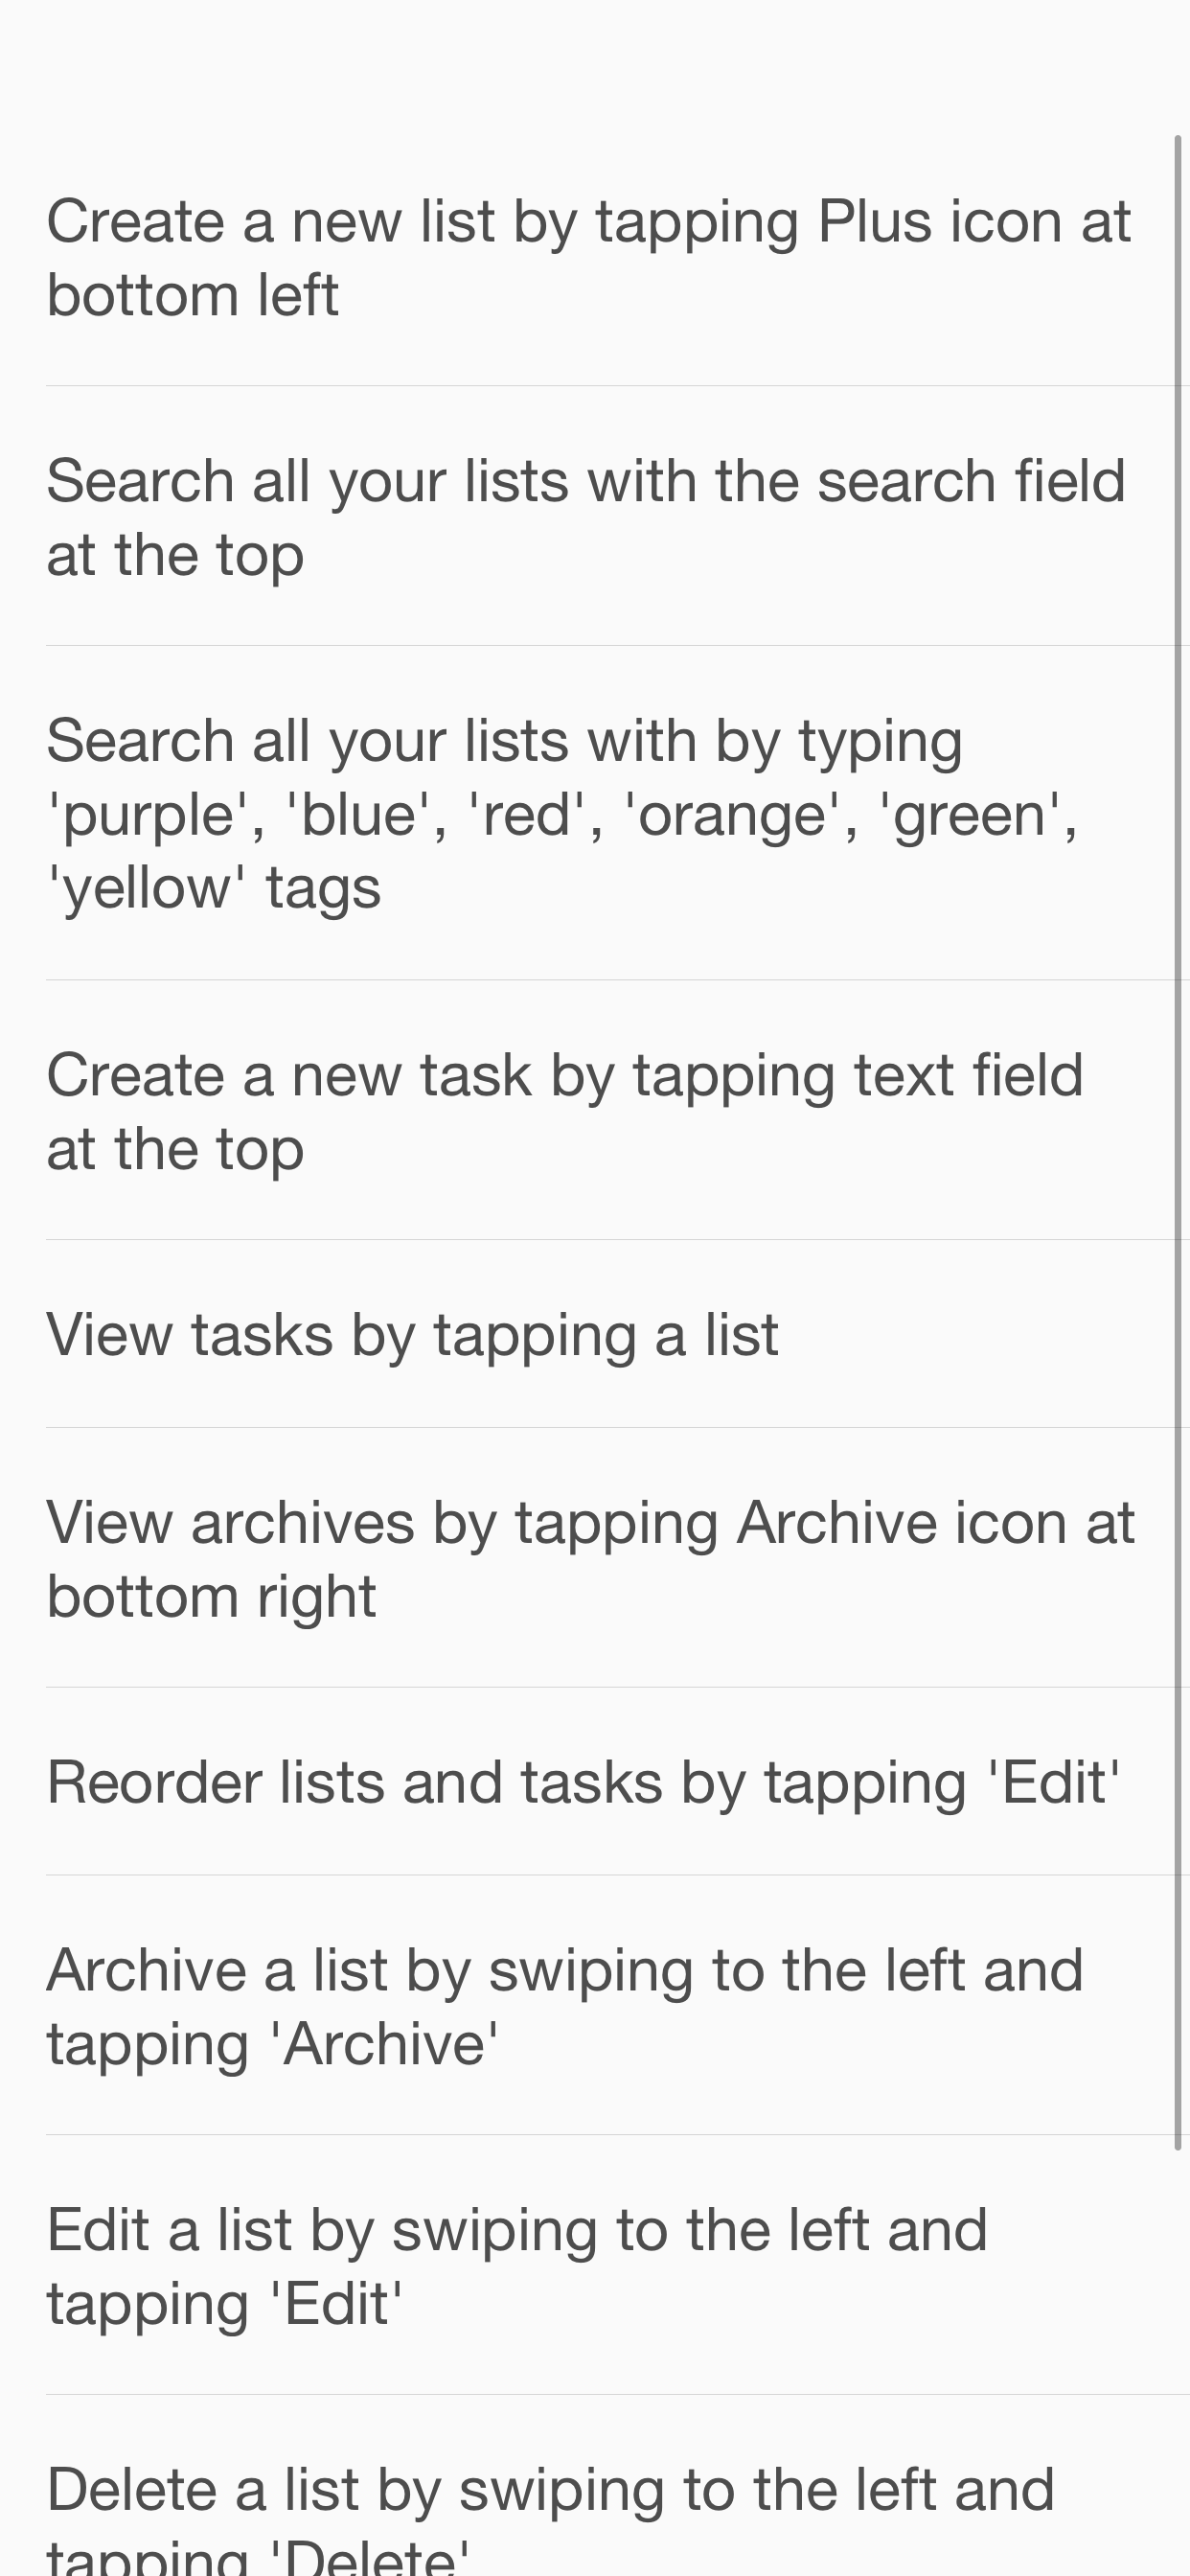 Create a new list by tapping Plus icon at
bottom left
Search all your lists with the search field
at the top
Search all your lists with by typing
'purple', 'blue', 'red', 'orange', 'green',
'yellow' tags
Create a new task by tapping text field
at the top
View tasks by tapping a list
View archives by tapping Archive icon at
bottom right
Reorder lists and tasks by tapping 'Edit'
Archive a list by swiping to the left and
tapping 'Archive'
Edit a list by swiping to the left and
tapping 'Edit'
Delete a list by swiping to the left and
tapping 'Delete'